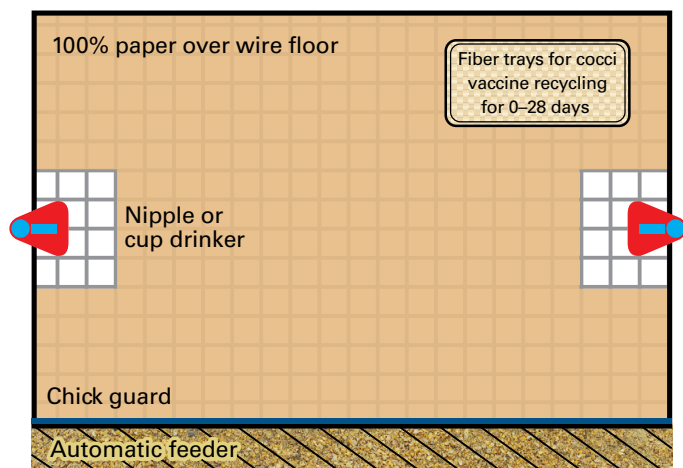 100% paper over wire floor
Fiber trays for cocci
vaccine recycling
for 0–28 days
Nipple or
cup drinker
Chick guard
Automatic feeder